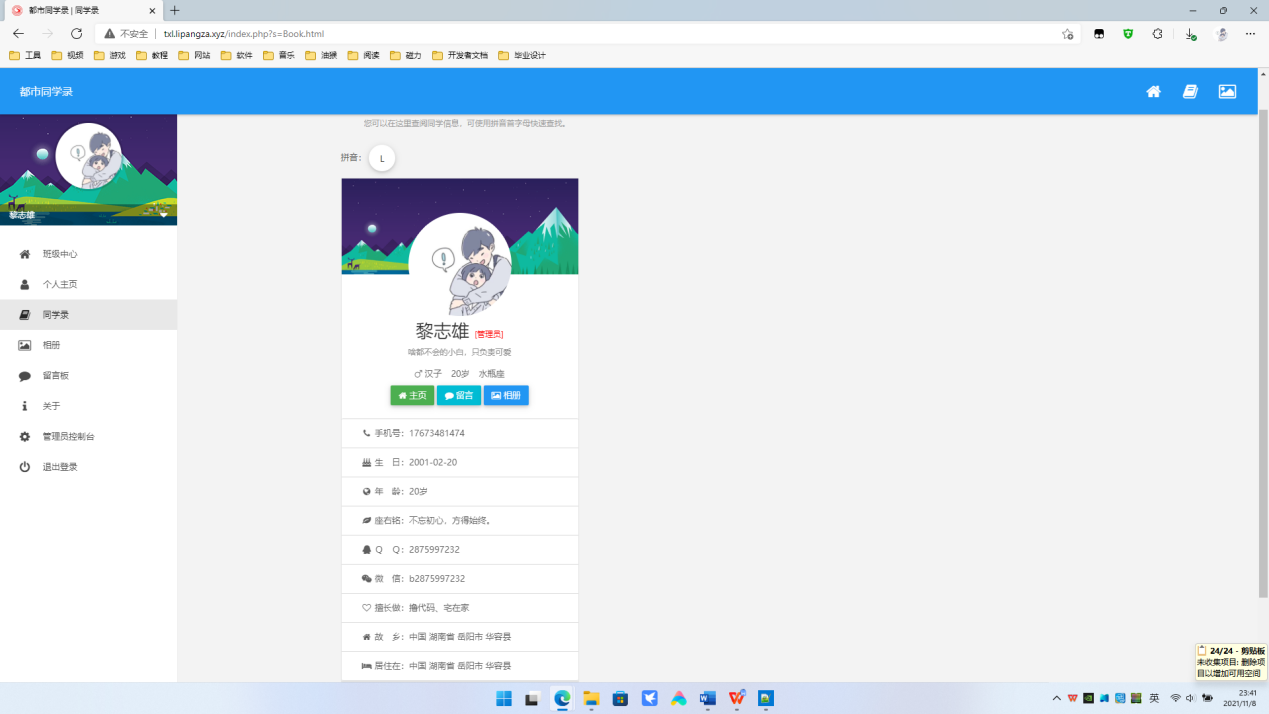 都市同学录 | 同学录
不安全
txl.lipangza.xyz/index.php?s=Book.html
工具 视频 游戏 教程 网站 软件 音乐 油猴 阅读 磁力 开发者文档 毕业设计
都市同学录
黎志雄
班级中心
个人主页
同学录
相册
留言板
关于
管理员控制台
退出登录
您可以在这里查阅同学信息，可使用拼音首字母快速查找。
拼音： L
黎志雄 [管理员]
啥都不会的小白，只负责可爱
♂ 汉子 20岁 水瓶座
主页 留言 相册
手机号：17673481474
生 日：2001-02-20
年 龄：20岁
座右铭：不忘初心，方得始终。
Q Q：2875997232
微 信：b2875997232
擅长做：撸代码、宅在家
故 乡：中国 湖南省 岳阳市 华容县
居住在：中国 湖南省 岳阳市 华容县
24/24 - 剪贴板
未收集项目: 删除项
目以增加可用空间
英
23:41
2021/11/8